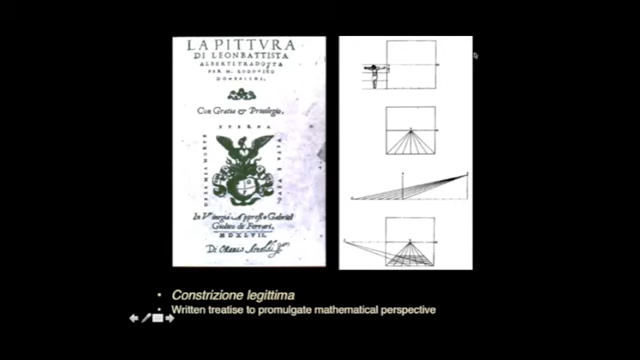 LA PITTVRA
DI LEONBATTISTA
ALBERTI TRADOTTA
PER M. LODOVICO
DOMENICHI.
Con Gratia & Priuilegio.
ETERNA
In Vinegia Appresso Gabriel
Giolito de Ferrari.
MDXLVII.
• Constrizione legittima
• Written treatise to promulgate mathematical perspective